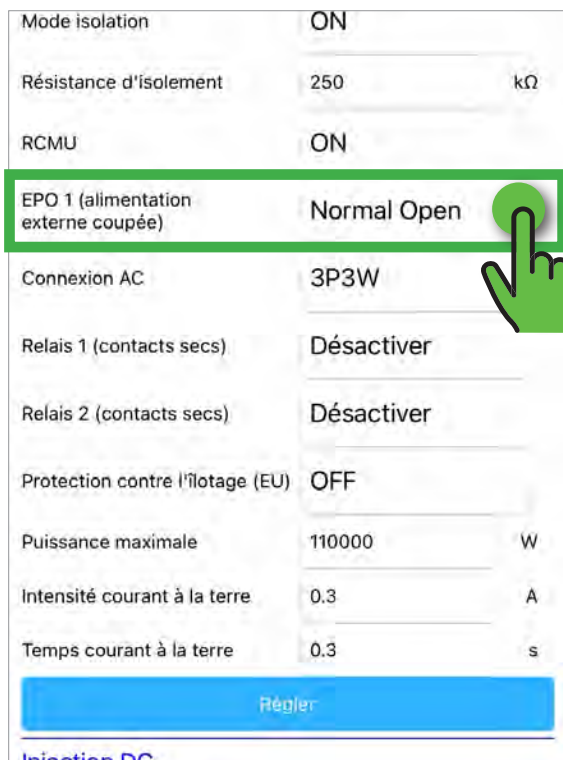 Mode isolation ON
Résistance d'isolement 250 kΩ
RCMU ON
EPO 1 (alimentation
externe coupée) Normal Open
Connexion AC 3P3W
Relais 1 (contacts secs) Désactiver
Relais 2 (contacts secs) Désactiver
Protection contre l'îlotage (EU) OFF
Puissance maximale 110000 W
Intensité courant à la terre 0.3 A
Temps courant à la terre 0.3 s
Régler
Injection DC